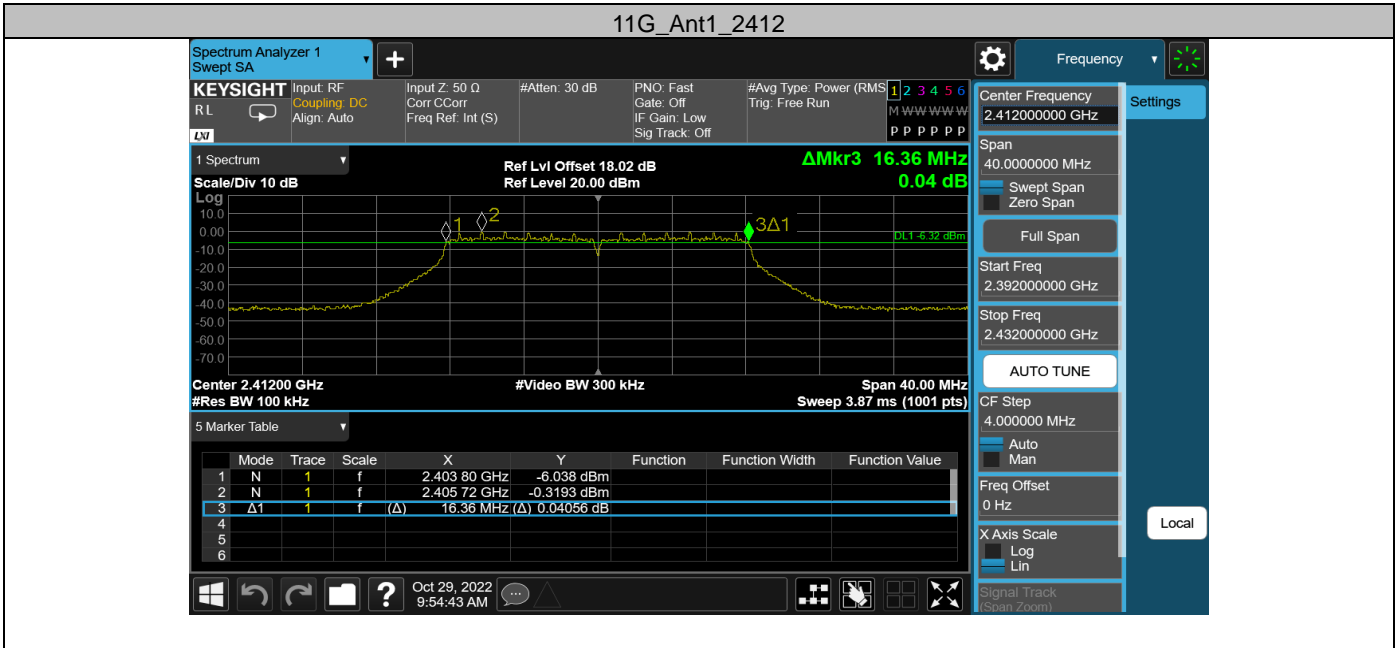 11G_Ant1_2412
Spectrum Analyzer 1
Swept SA
Frequency
KEYSIGHT
RL
LXI
Input: RF
Coupling: DC
Align: Auto
Input Z: 50 Ω
Corr CCorr
Freq Ref: Int (S)
#Atten: 30 dB
PNO: Fast
Gate: Off
IF Gain: Low
Sig Track: Off
#Avg Type: Power (RMS
Trig: Free Run
1 2 3 4 5 6
M W W W W W
P P P P P P
Center Frequency
2.412000000 GHz
Settings
Span
40.0000000 MHz
Swept Span
Zero Span
Full Span
Start Freq
2.392000000 GHz
Stop Freq
2.432000000 GHz
AUTO TUNE
CF Step
4.000000 MHz
Auto
Man
Freq Offset
0 Hz
X Axis Scale
Log
Lin
Signal Track
(Span Zoom)
Local
1 Spectrum
Scale/Div 10 dB
Ref Lvl Offset 18.02 dB
Ref Level 20.00 dBm
ΔMkr3 16.36 MHz
0.04 dB
Log
10.0
0.00
-10.0
-20.0
-30.0
-40.0
-50.0
-60.0
-70.0
1
2
3Δ1
DL1 -6.32 dBm
Center 2.41200 GHz
#Video BW 300 kHz
Span 40.00 MHz
#Res BW 100 kHz
Sweep 3.87 ms (1001 pts)
5 Marker Table
Mode Trace Scale X Y Function Function Width Function Value
1 N 1 f 2.403 80 GHz -6.038 dBm
2 N 1 f 2.405 72 GHz -0.3193 dBm
3 Δ1 1 f (Δ) 16.36 MHz (Δ) 0.04056 dB
4
5
6
Oct 29, 2022
9:54:43 AM